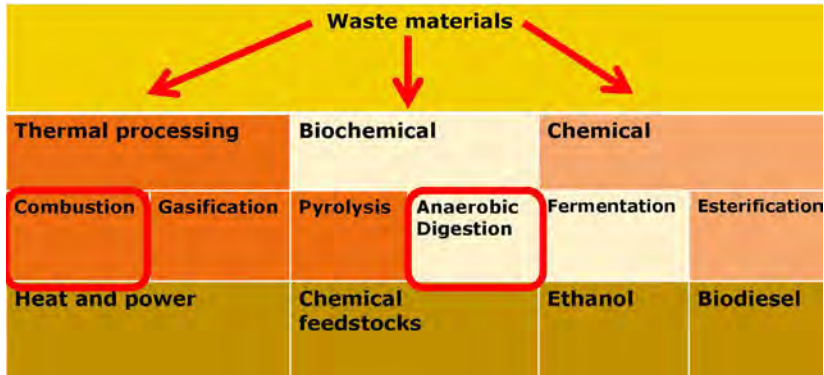 Waste materials
Thermal processing
Biochemical
Chemical
Combustion
Gasification
Pyrolysis
Anaerobic
Digestion
Fermentation
Esterification
Heat and power
Chemical
feedstocks
Ethanol
Biodiesel